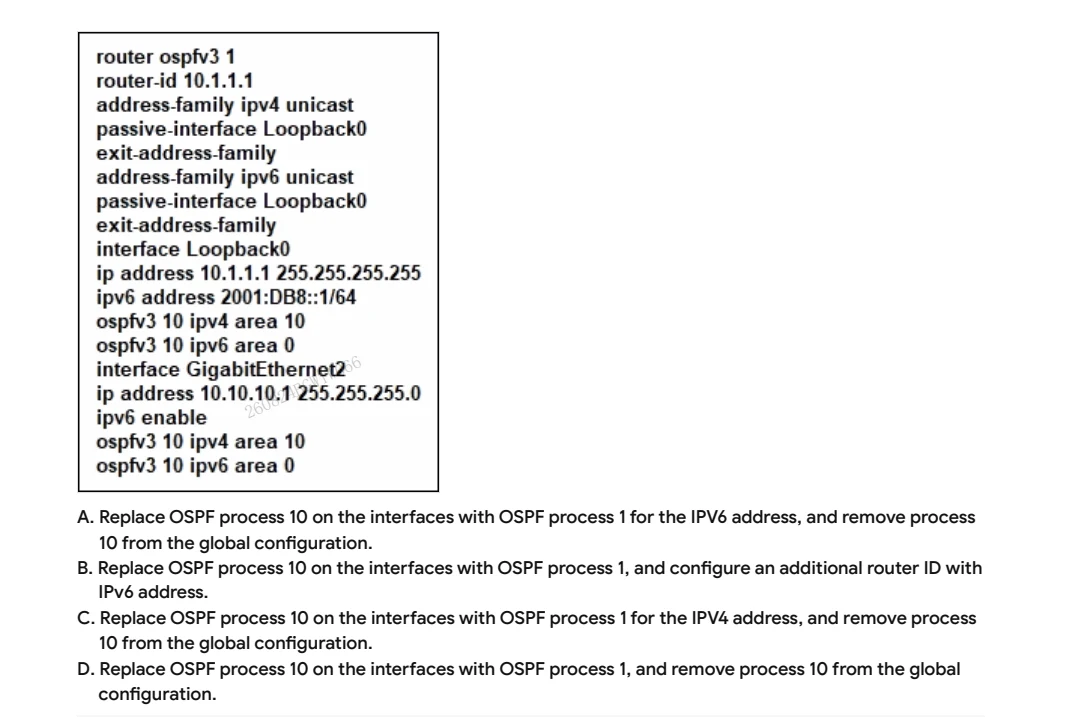 router ospfv3 1
router-id 10.1.1.1
address-family ipv4 unicast
passive-interface Loopback0
exit-address-family
address-family ipv6 unicast
passive-interface Loopback0
exit-address-family
interface Loopback0
ip address 10.1.1.1 255.255.255.255
ipv6 address 2001:DB8::1/64
ospfv3 10 ipv4 area 10
ospfv3 10 ipv6 area 0
interface GigabitEthernet2
ip address 10.10.10.1 255.255.255.0
ipv6 enable
ospfv3 10 ipv4 area 10
ospfv3 10 ipv6 area 0
A. Replace OSPF process 10 on the interfaces with OSPF process 1 for the IPV6 address, and remove process
10 from the global configuration.
B. Replace OSPF process 10 on the interfaces with OSPF process 1, and configure an additional router ID with
IPv6 address.
C. Replace OSPF process 10 on the interfaces with OSPF process 1 for the IPV4 address, and remove process
10 from the global configuration.
D. Replace OSPF process 10 on the interfaces with OSPF process 1, and remove process 10 from the global
configuration.